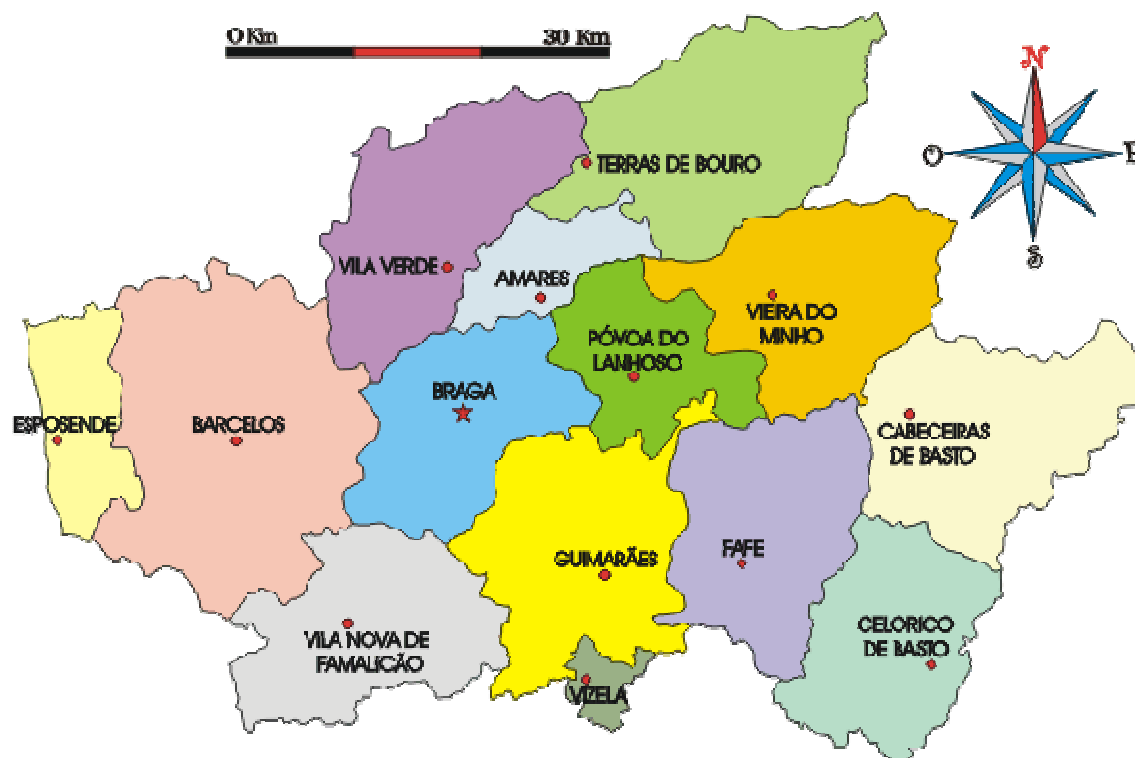 0 Km 30 Km
N
O E
S
TERRAS DE BOURO
VILA VERDE
AMARES
VIEIRA DO
MINHO
PÓVOA DO
LANHOSO
BRAGA
ESPOSENDE
BARCELOS
CABECEIRAS
DE BASTO
GUIMARÃES
FAFE
CELORICO
DE BASTO
VILA NOVA DE
FAMALICÃO
VIZELA